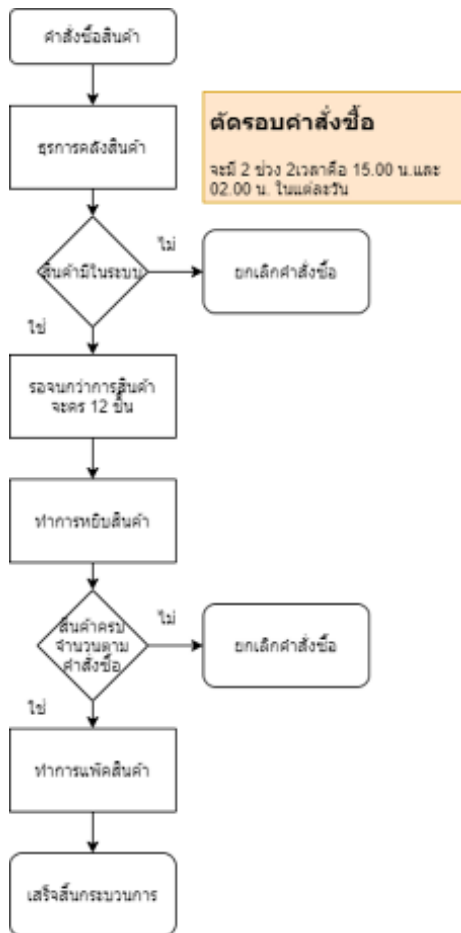 คำสั่งซื้อสินค้า
ธุรการคลังสินค้า
ตัดรอบคำสั่งซื้อ
จะมี 2 ช่วง 2เวลาคือ 15.00 น.และ
02.00 น. ในแต่ละวัน
สินค้ามีในระบบ
ไม่
ยกเลิกคำสั่งซื้อ
ใช่
รอจนกว่าการสินค้า
จะคร 12 ชิ้น
ทำการหยิบสินค้า
สินค้าครบ
จำนวนตาม
คำสั่งซื้อ
ไม่
ยกเลิกคำสั่งซื้อ
ใช่
ทำการแพ็คสินค้า
เสร็จสิ้นกระบวนการ